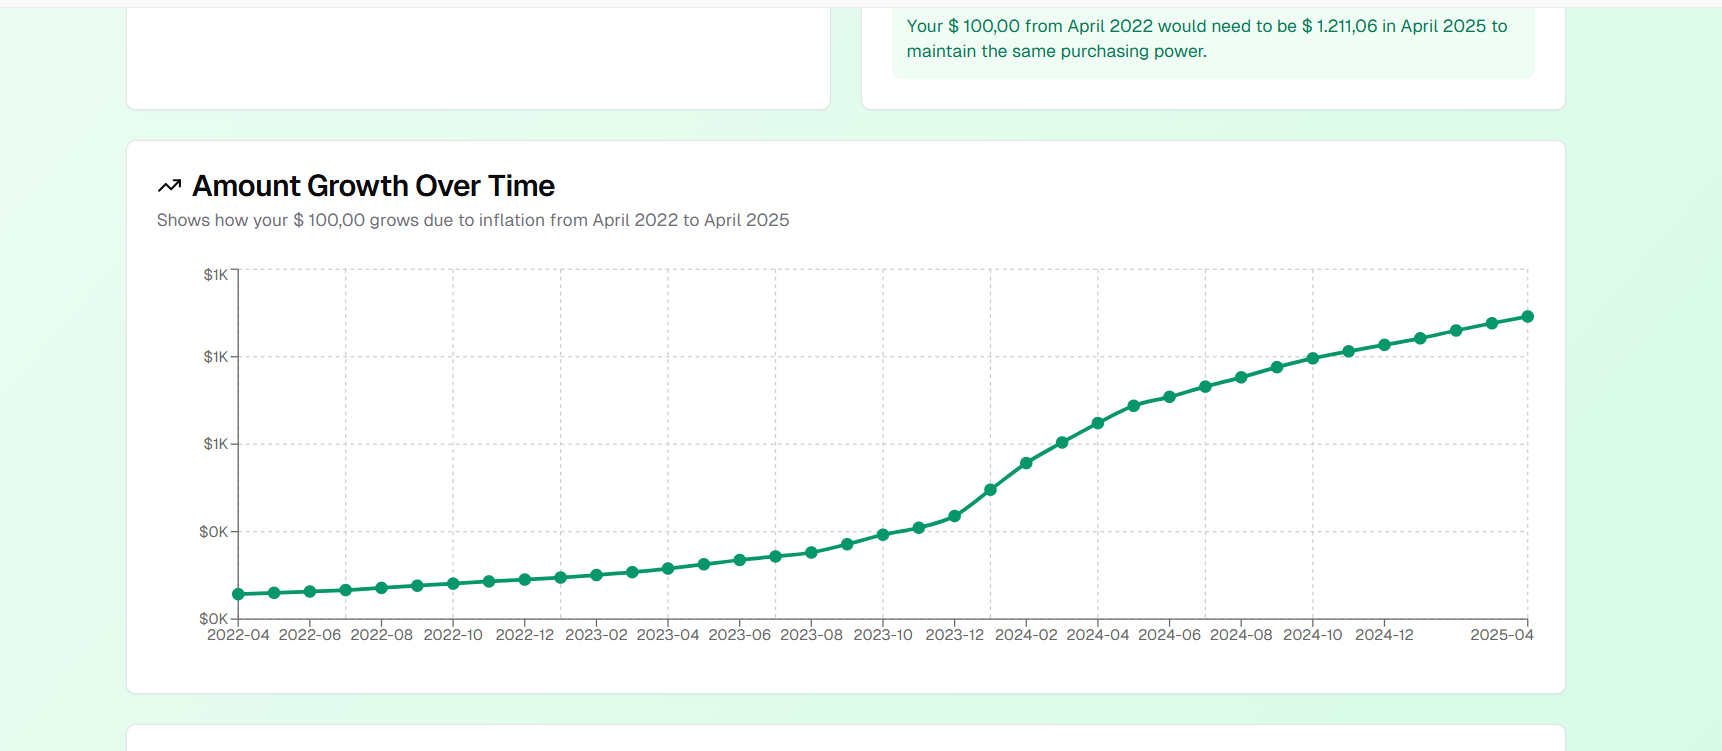 Your $ 100,00 from April 2022 would need to be $ 1.211,06 in April 2025 to
maintain the same purchasing power.
Amount Growth Over Time
Shows how your $ 100,00 grows due to inflation from April 2022 to April 2025
$1K
$1K
$1K
$0K
$0K
2022-04 2022-06 2022-08 2022-10 2022-12 2023-02 2023-04 2023-06 2023-08 2023-10 2023-12 2024-02 2024-04 2024-06 2024-08 2024-10 2024-12 2025-04